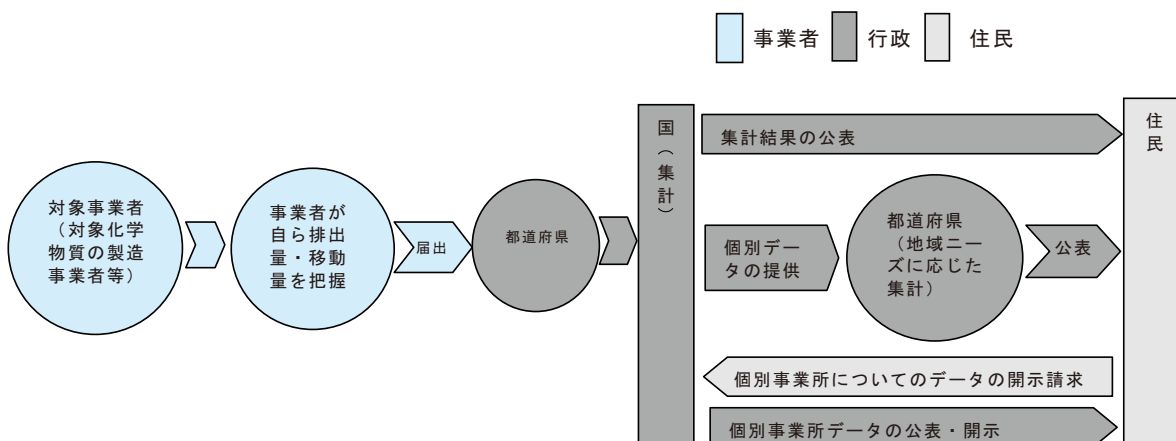 事業者 行政 住民
国（集計）
住民
集計結果の公表
対象事業者
（対象化学
物質の製造
事業者等）
事業者が
自ら排出
量・移動
量を把握
届出
都道府県
個別デー
タの提供
都道府県
（地域ニー
ズに応じた
集計）
公表
個別事業所についてのデータの開示請求
個別事業所データの公表・開示